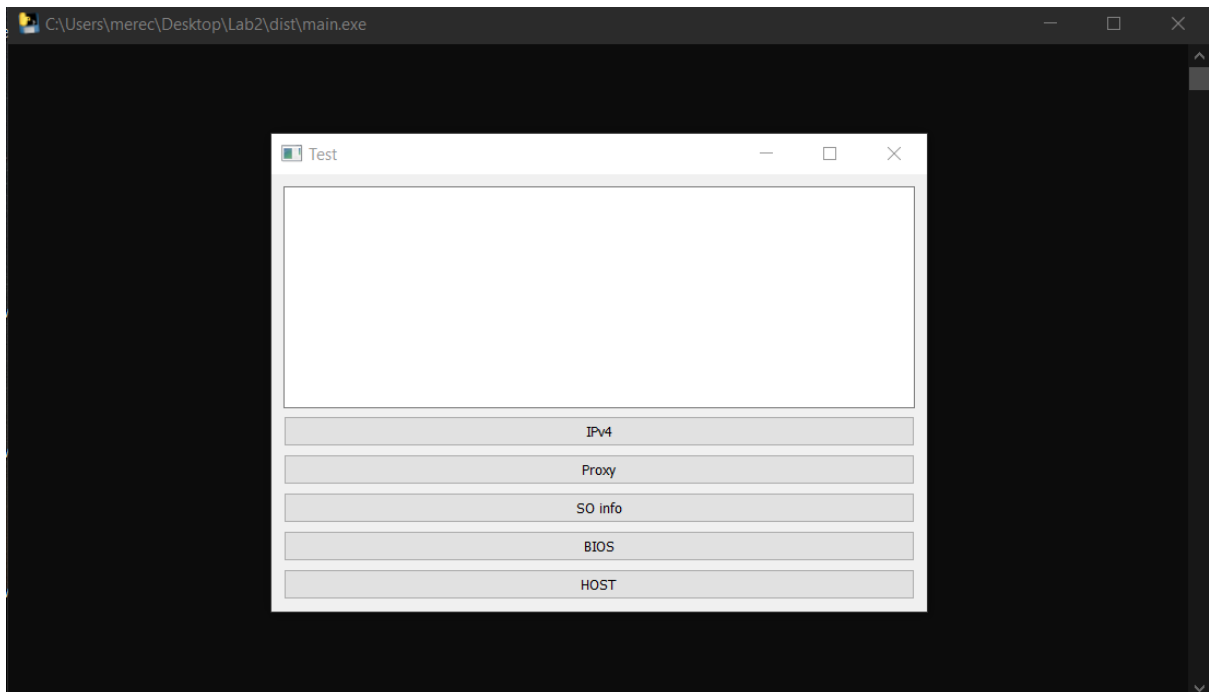 C:\Users\merec\Desktop\Lab2\dist\main.exe
Test
IPv4
Proxy
SO info
BIOS
HOST